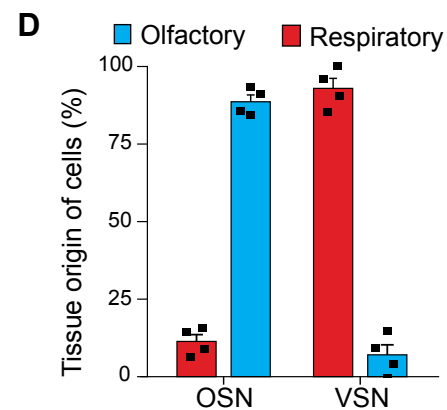 D
Olfactory Respiratory
Tissue origin of cells (%)
100
75
50
25
0
OSN VSN